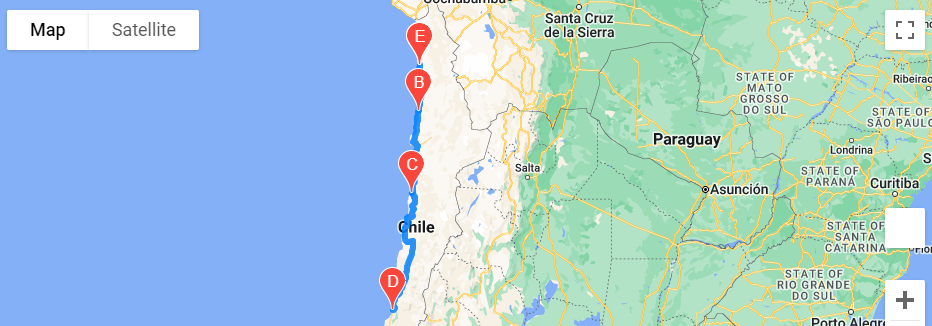 Cochabamba
Santa Cruz
de la Sierra
Map
Satellite
E
B
STATE OF
MATO
GROSSO
DO SUL
Ribeirao
STATE OF
SÃO PAULO
Paraguay
Londrina
C
Salta
STATE OF
PARANÁ
Asunción
Curitiba
Chile
STATE OF
SANTA
CATARINA
D
STATE OF
RIO GRANDE
DO SUL
Porto Alegre